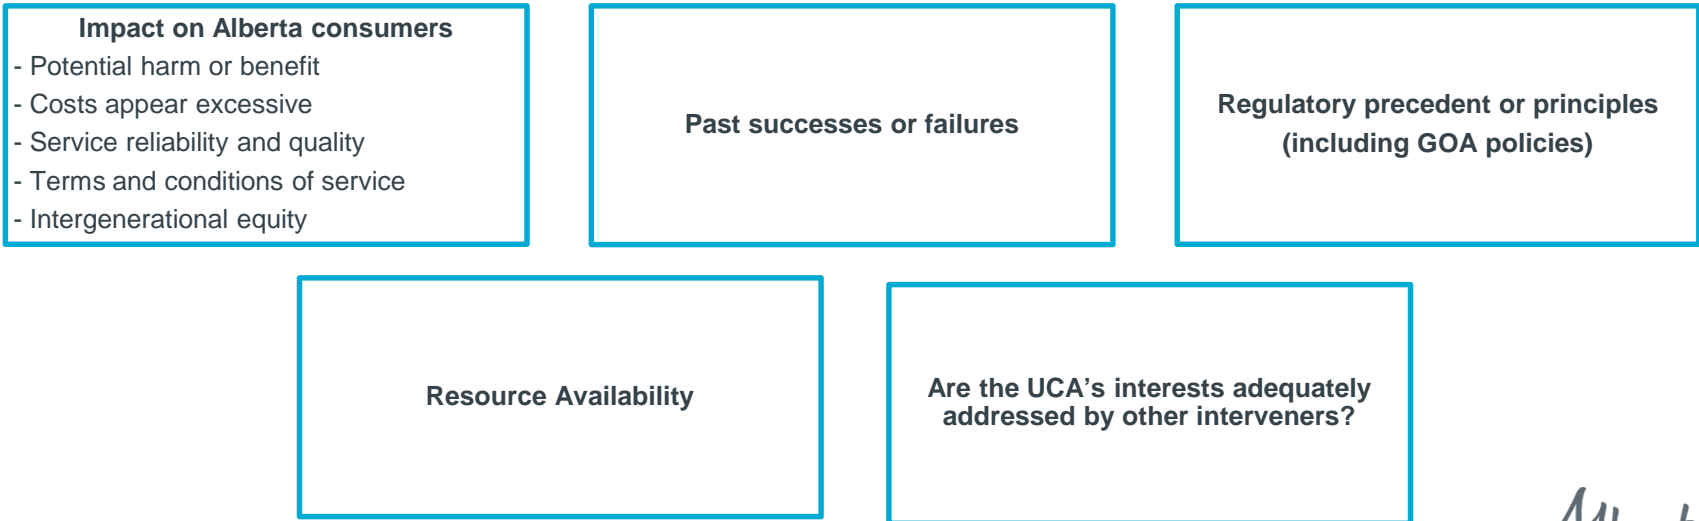 Impact on Alberta consumers
- Potential harm or benefit
- Costs appear excessive
- Service reliability and quality
- Terms and conditions of service
- Intergenerational equity
Past successes or failures
Regulatory precedent or principles
(including GOA policies)
Resource Availability
Are the UCA’s interests adequately
addressed by other interveners?